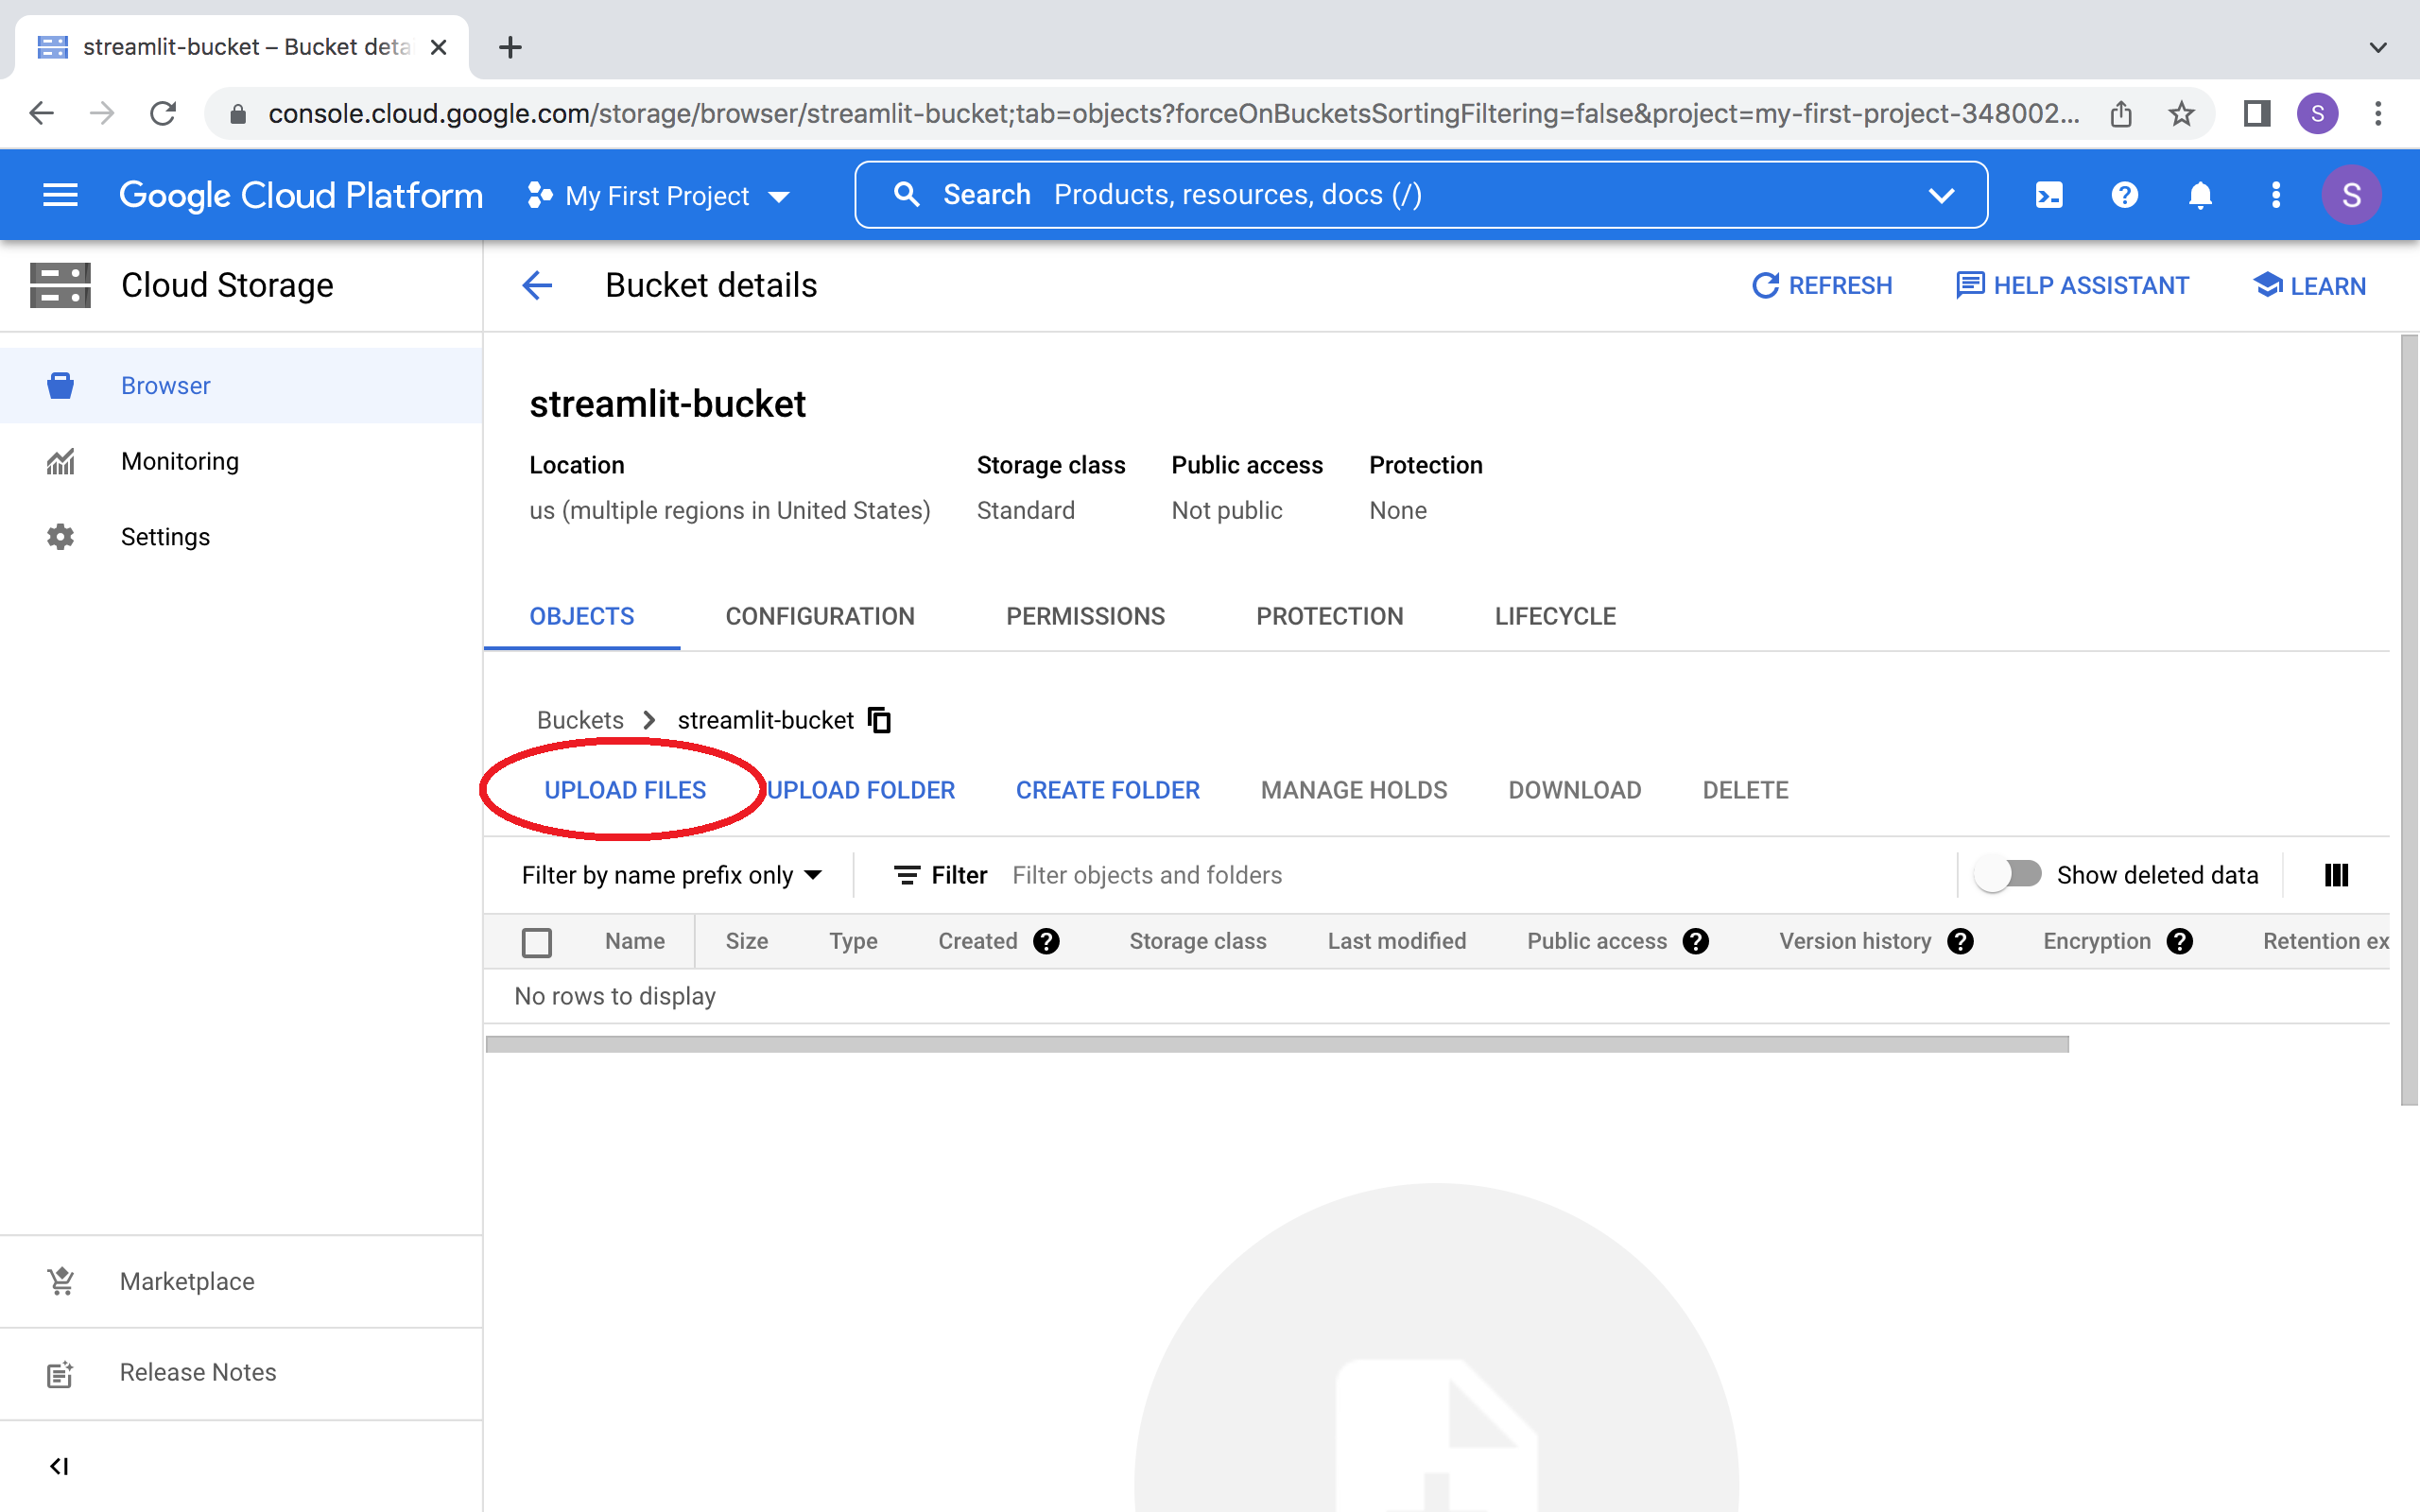 streamlit-bucket – Bucket deta
console.cloud.google.com/storage/browser/streamlit-bucket;tab=objects?forceOnBucketsSortingFiltering=false&project=my-first-project-348002...
S
Google Cloud Platform
My First Project
Search Products, resources, docs (/)
S
Cloud Storage
Bucket details
REFRESH
HELP ASSISTANT
LEARN
Browser
Monitoring
Settings
streamlit-bucket
Location Storage class Public access Protection
us (multiple regions in United States) Standard Not public None
OBJECTS CONFIGURATION PERMISSIONS PROTECTION LIFECYCLE
Buckets > streamlit-bucket
UPLOAD FILES UPLOAD FOLDER CREATE FOLDER MANAGE HOLDS DOWNLOAD DELETE
Filter by name prefix only Filter Filter objects and folders Show deleted data
Name Size Type Created Storage class Last modified Public access Version history Encryption Retention ex
No rows to display
Marketplace
Release Notes